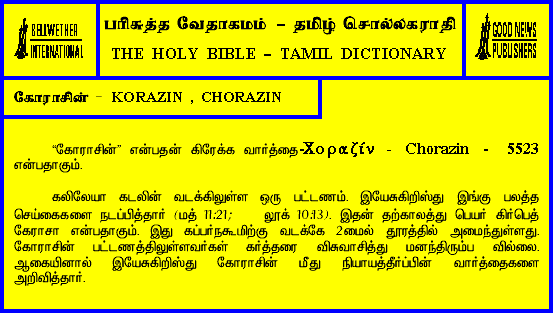 BELLWETHER
INTERNATIONAL
பரிசுத்த வேதாகமம் – தமிழ் சொல்லகராதி
THE HOLY BIBLE – TAMIL DICTIONARY
GOOD NEWS
PUBLISHERS
கோராசின் – KORAZIN , CHORAZIN
“கோராசின்” என்பதன் கிரேக்க வார்த்தை-Χοραζίν - Chorazin - 5523
என்பதாகும்.
கலிலேயா கடலின் வடக்கிலுள்ள ஒரு பட்டணம். இயேசுகிறிஸ்து இங்கு பலத்த
செய்கைகளை நடப்பித்தார் (மத் 11:21; லூக் 10:13). இதன் தற்காலத்து பெயர் கிர்பெத்
கேராசா என்பதாகும். இது கப்பர்நகூமிற்கு வடக்கே 2மைல் தூரத்தில் அமைந்துள்ளது.
கோராசின் பட்டணத்திலுள்ளவர்கள் கர்த்தரை விசுவாசித்து மனந்திரும்ப வில்லை.
ஆகையினால் இயேசுகிறிஸ்து கோராசின் மீது நியாயத்தீர்ப்பின் வார்த்தைகளை
அறிவித்தார்.